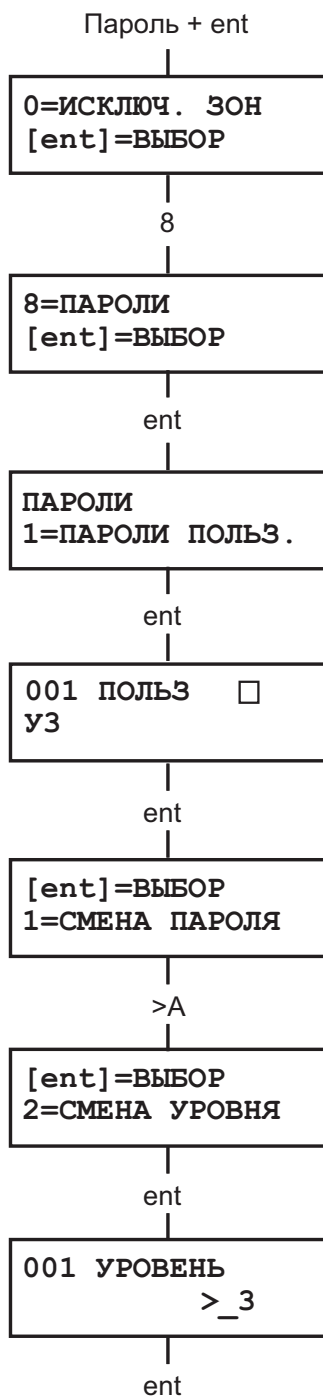 Пароль + ent
0=ИСКЛЮЧ. ЗОН
[ent]=ВЫБОР
8
8=ПАРОЛИ
[ent]=ВЫБОР
ent
ПАРОЛИ
1=ПАРОЛИ ПОЛЬЗ.
ent
001 ПОЛЬЗ □
УЗ
ent
[ent]=ВЫБОР
1=СМЕНА ПАРОЛЯ
>A
[ent]=ВЫБОР
2=СМЕНА УРОВНЯ
ent
001 УРОВЕНЬ
>_3
ent